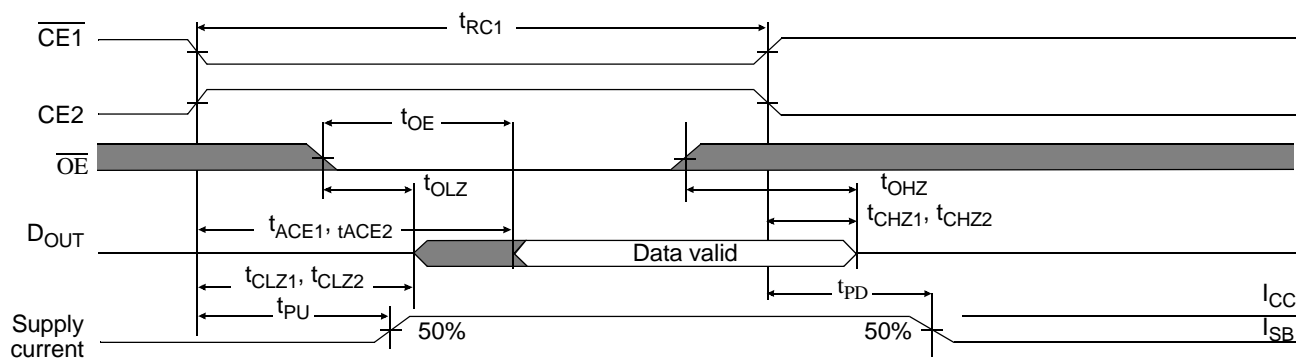 tRC1
CE1
CE2
tOE
OE
tOLZ
tOHZ
tCHZ1, tCHZ2
tACE1, tACE2
DOUT
Data valid
tCLZ1, tCLZ2
tPU
tPD
ICC
Supply
current
50%
50%
ISB